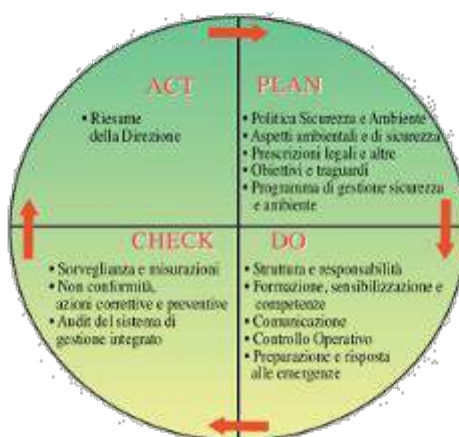 ACT
• Riesame
della Direzione
PLAN
• Politica Sicurezza e Ambiente
• Aspetti ambientali e di sicurezza
• Prescrizioni legali e altre
• Obiettivi e traguardi
• Programma di gestione sicurezza
e ambiente
CHECK
• Sorveglianza e misurazioni
• Non conformità,
azioni correttive e preventive
• Audit del sistema di
gestione integrato
DO
• Struttura e responsabilità
• Formazione, sensibilizzazione e
competenze
• Comunicazione
• Controllo Operativo
• Preparazione e risposta
alle emergenze